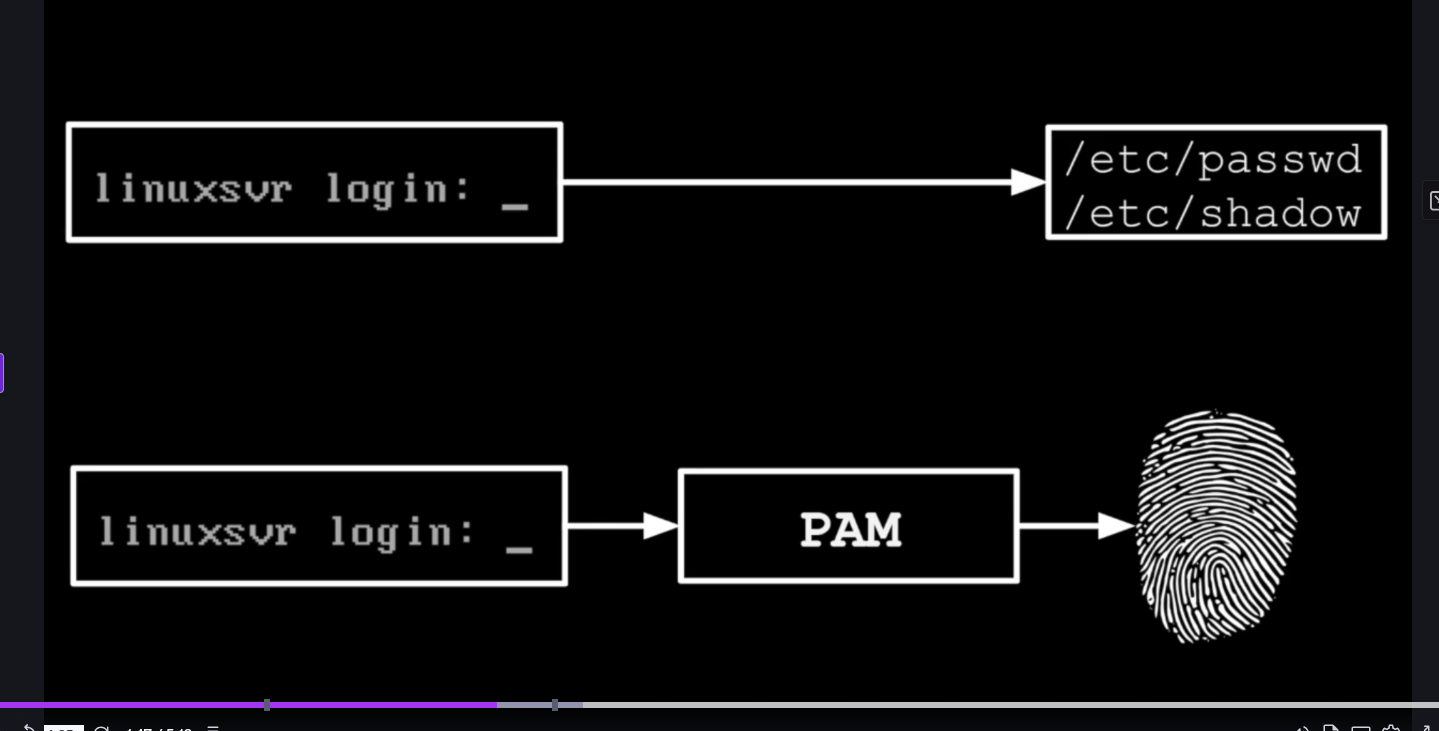 linuxsvr login: _
/etc/passwd
/etc/shadow
linuxsvr login: _
PAM